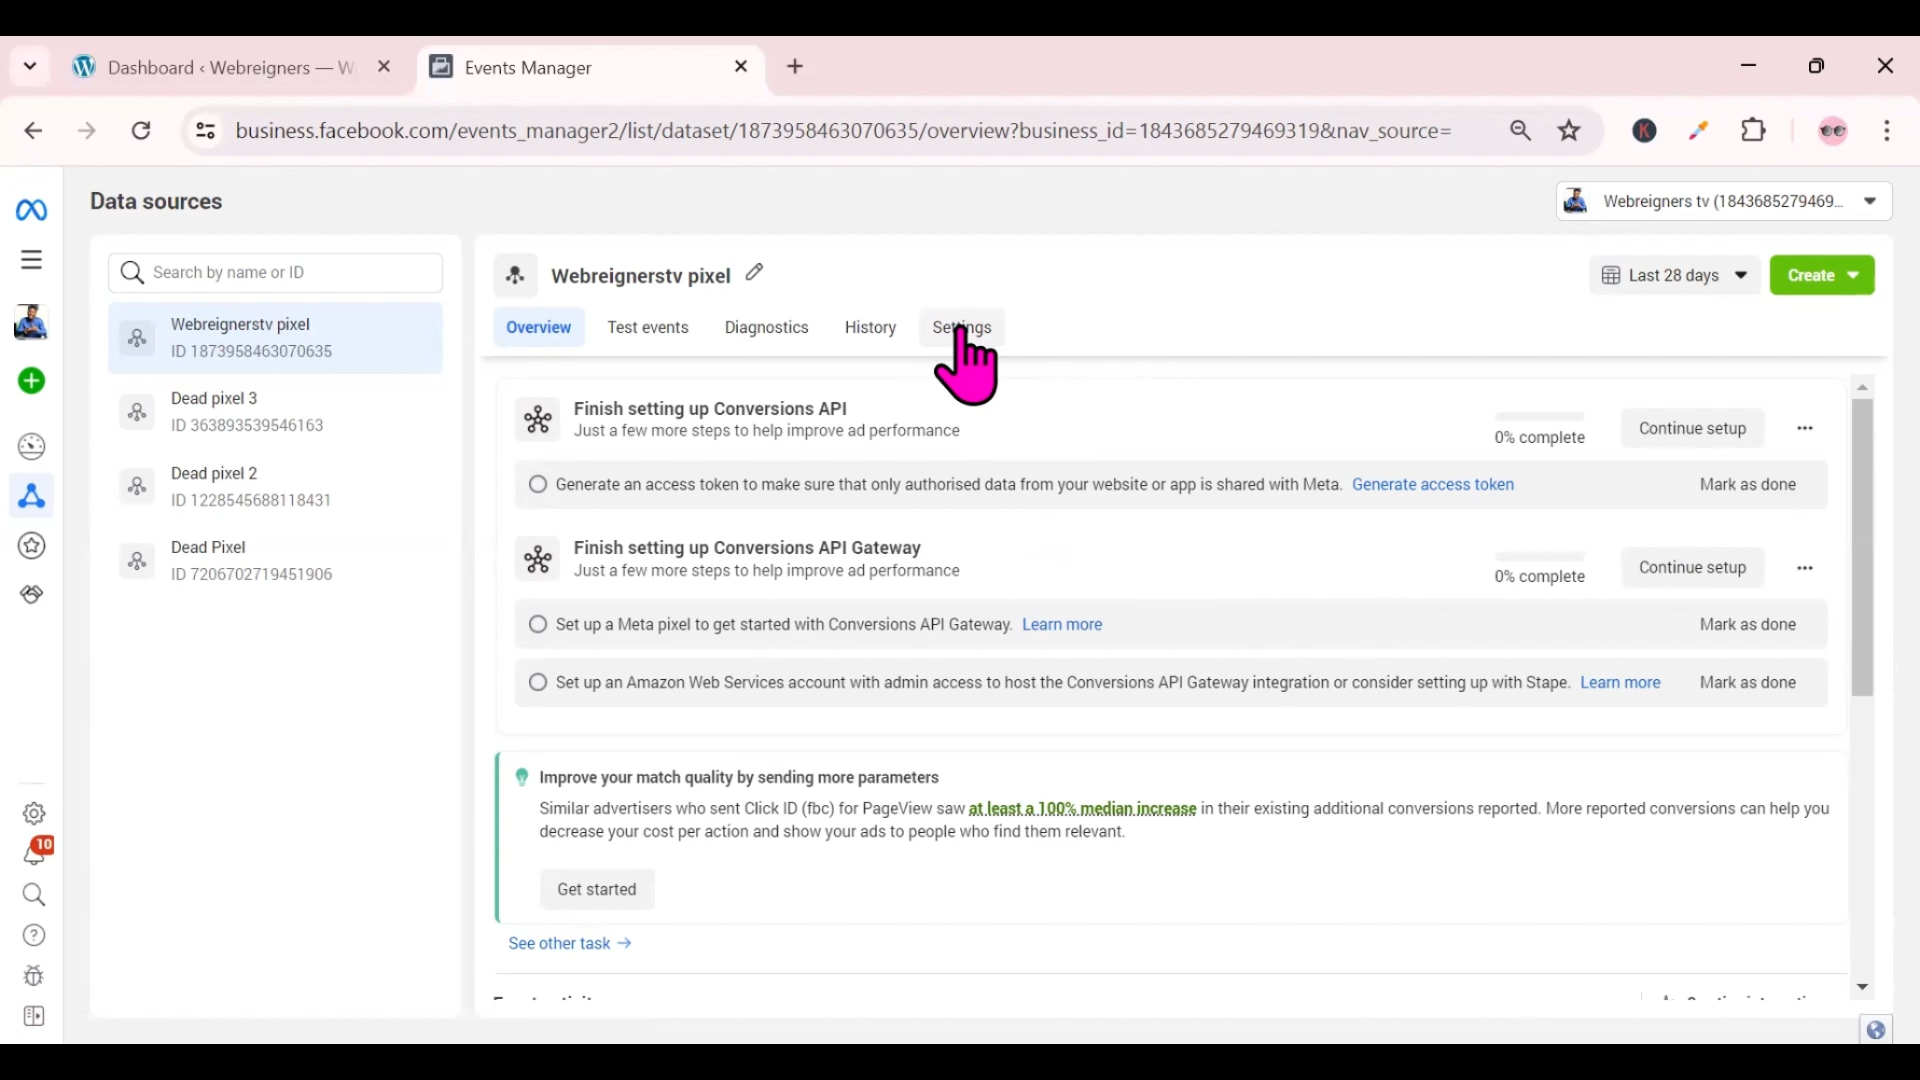 Dashboard ‹ Webreigners — W
Events Manager
business.facebook.com/events_manager2/list/dataset/1873958463070635/overview?business_id=1843685279469319&nav_source=
K
Data sources
Webreigners tv (1843685279469...
Search by name or ID
Webreignerstv pixel
ID 1873958463070635
Dead pixel 3
ID 363893539546163
Dead pixel 2
ID 1228545688118431
Dead Pixel
ID 7206702719451906
10
Webreignerstv pixel
Last 28 days
Create
Overview
Test events
Diagnostics
History
Settings
Finish setting up Conversions API
Just a few more steps to help improve ad performance
0% complete
Continue setup
Generate an access token to make sure that only authorised data from your website or app is shared with Meta. Generate access token
Mark as done
Finish setting up Conversions API Gateway
Just a few more steps to help improve ad performance
0% complete
Continue setup
Set up a Meta pixel to get started with Conversions API Gateway. Learn more
Mark as done
Set up an Amazon Web Services account with admin access to host the Conversions API Gateway integration or consider setting up with Stape. Learn more
Mark as done
Improve your match quality by sending more parameters
Similar advertisers who sent Click ID (fbc) for PageView saw at least a 100% median increase in their existing additional conversions reported. More reported conversions can help you
decrease your cost per action and show your ads to people who find them relevant.
Get started
See other task